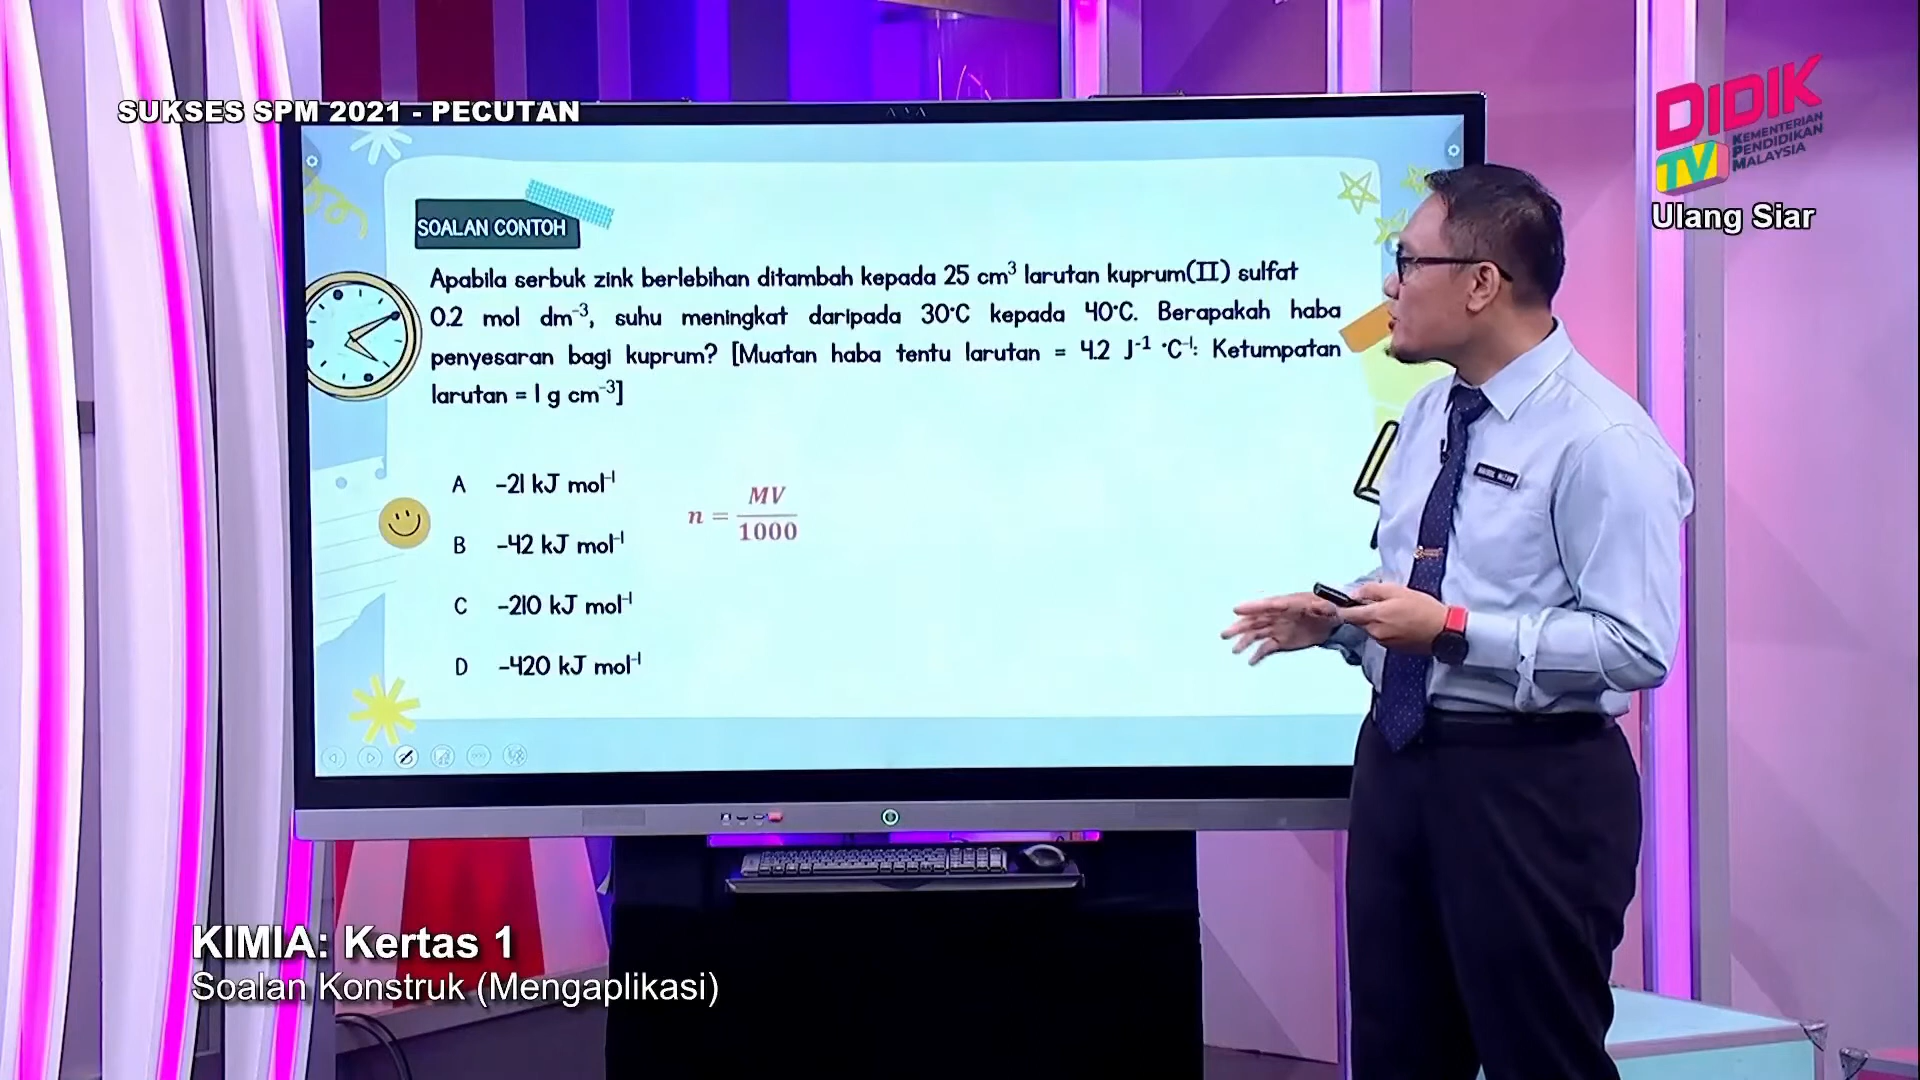 SUKSES SPM 2021 - PECUTAN
DIDIK
TV
KEMENTERIAN
PENDIDIKAN
MALAYSIA
Ulang Siar
SOALAN CONTOH
Apabila serbuk zink berlebihan ditambah kepada 25 cm³ larutan kuprum(II) sulfat
0.2 mol dm⁻³, suhu meningkat daripada 30°C kepada 40°C. Berapakah haba
penyesaran bagi kuprum? [Muatan haba tentu larutan = 4.2 J⁻¹ °C⁻¹: Ketumpatan
larutan = 1 g cm⁻³]
A -21 kJ mol⁻¹
B -42 kJ mol⁻¹
C -210 kJ mol⁻¹
D -420 kJ mol⁻¹
n = MV/1000
KIMIA: Kertas 1
Soalan Konstruk (Mengaplikasi)